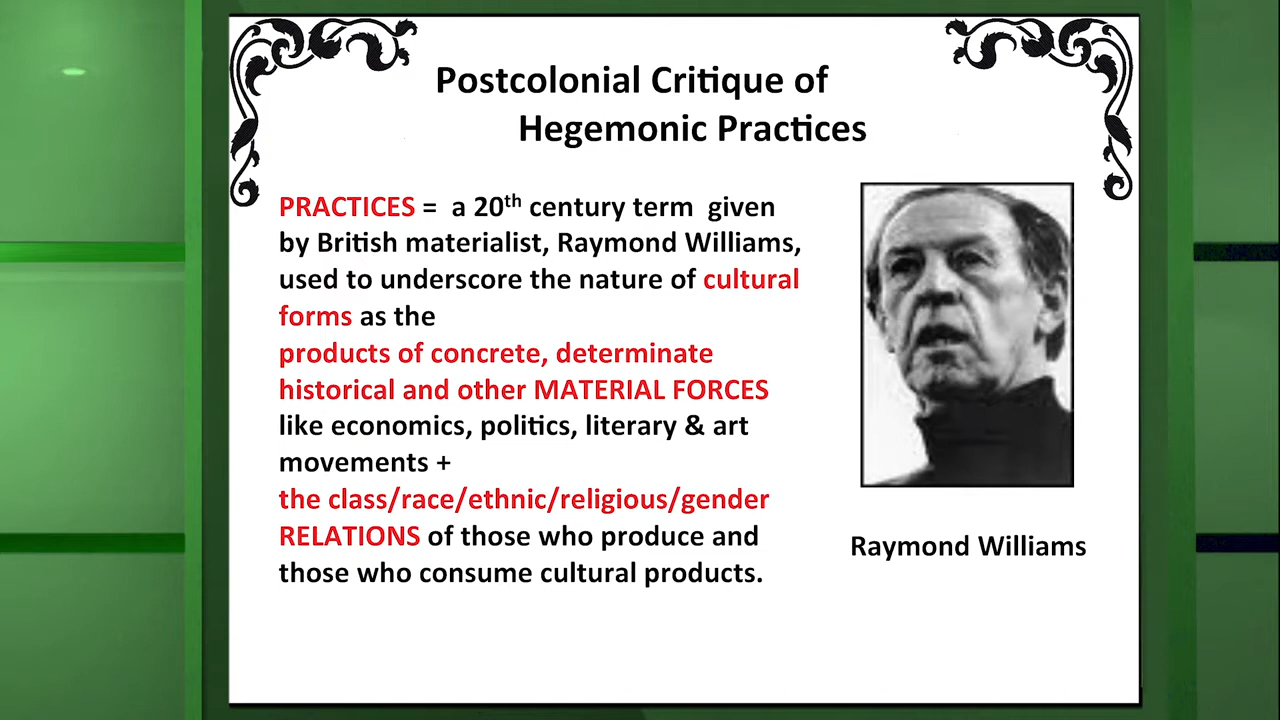 Postcolonial Critique of
Hegemonic Practices
PRACTICES = a 20th century term given
by British materialist, Raymond Williams,
used to underscore the nature of cultural
forms as the
products of concrete, determinate
historical and other MATERIAL FORCES
like economics, politics, literary & art
movements +
the class/race/ethnic/religious/gender
RELATIONS of those who produce and
those who consume cultural products.
Raymond Williams